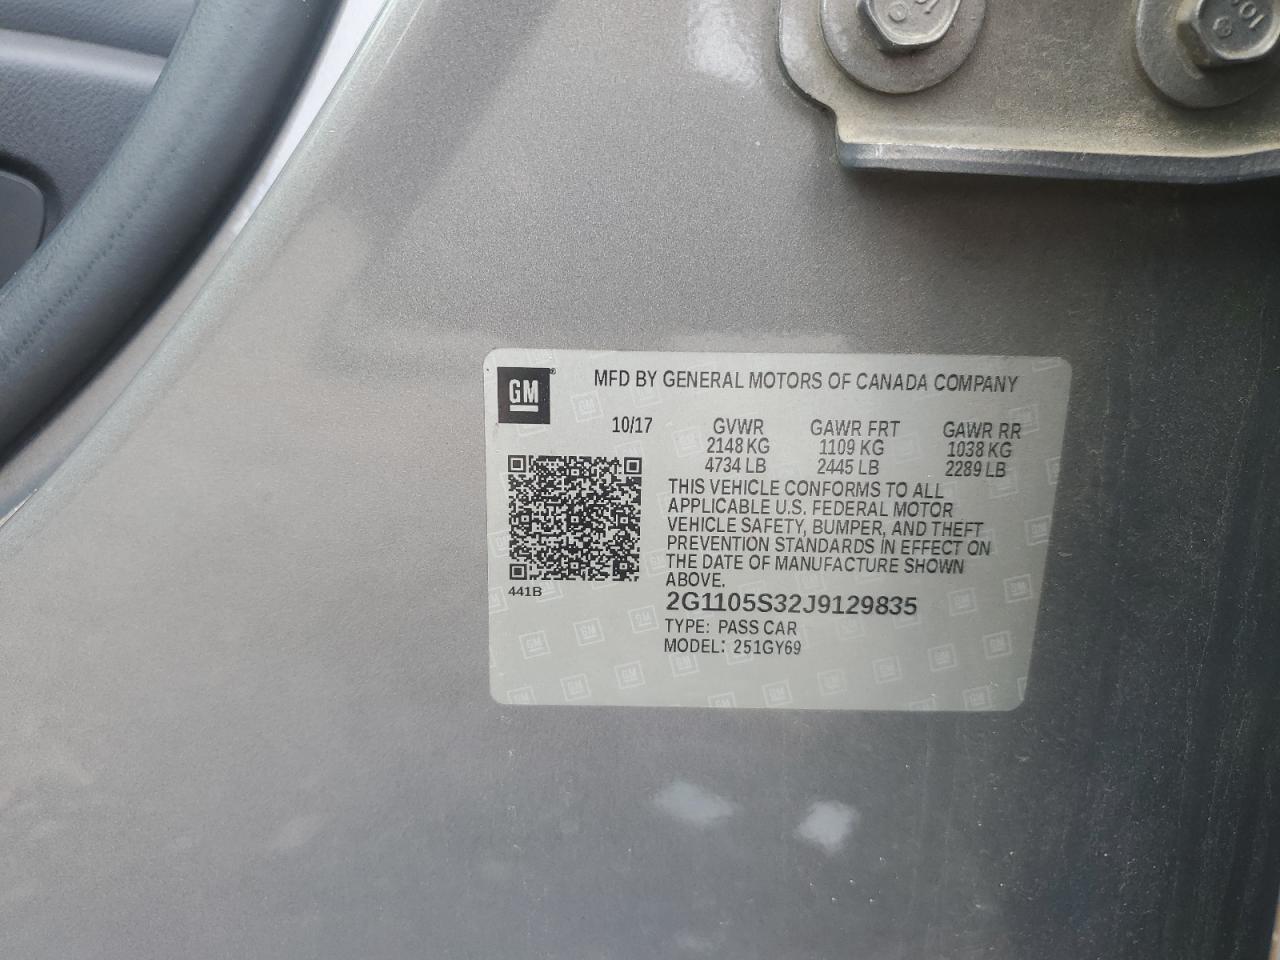 GM
®
MFD BY GENERAL MOTORS OF CANADA COMPANY
10/17
GVWR
2148 KG
4734 LB
GAWR FRT
1109 KG
2445 LB
GAWR RR
1038 KG
2289 LB
THIS VEHICLE CONFORMS TO ALL
APPLICABLE U.S. FEDERAL MOTOR
VEHICLE SAFETY, BUMPER, AND THEFT
PREVENTION STANDARDS IN EFFECT ON
THE DATE OF MANUFACTURE SHOWN
ABOVE.
441B
2G1105S32J9129835
TYPE: PASS CAR
MODEL: 251GY69